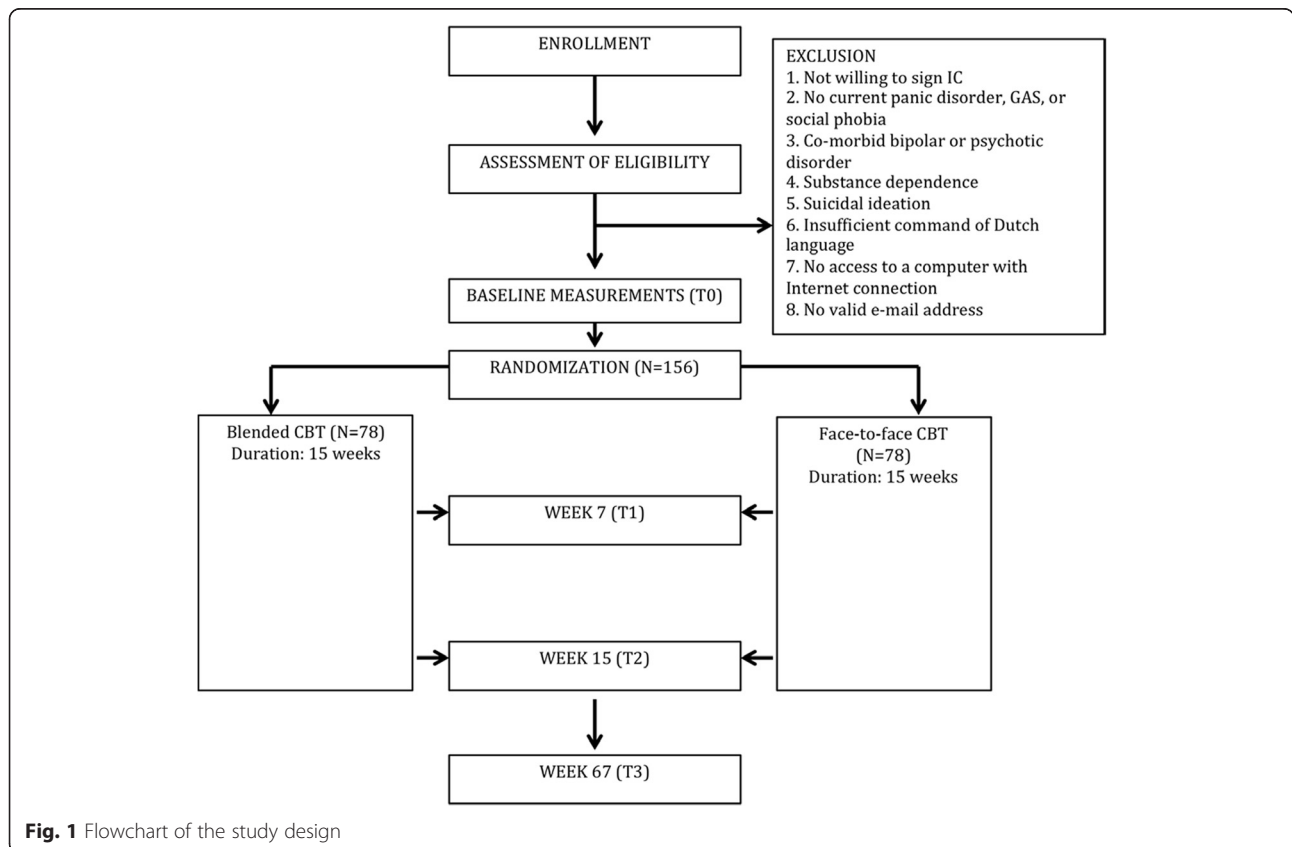 ENROLLMENT
EXCLUSION
1. Not willing to sign IC
2. No current panic disorder, GAS, or
social phobia
3. Co-morbid bipolar or psychotic
disorder
4. Substance dependence
5. Suicidal ideation
6. Insufficient command of Dutch
language
7. No access to a computer with
Internet connection
8. No valid e-mail address
ASSESSMENT OF ELIGIBILITY
BASELINE MEASUREMENTS (T0)
RANDOMIZATION (N=156)
Blended CBT (N=78)
Duration: 15 weeks
Face-to-face CBT
(N=78)
Duration: 15 weeks
WEEK 7 (T1)
WEEK 15 (T2)
WEEK 67 (T3)
Fig. 1 Flowchart of the study design